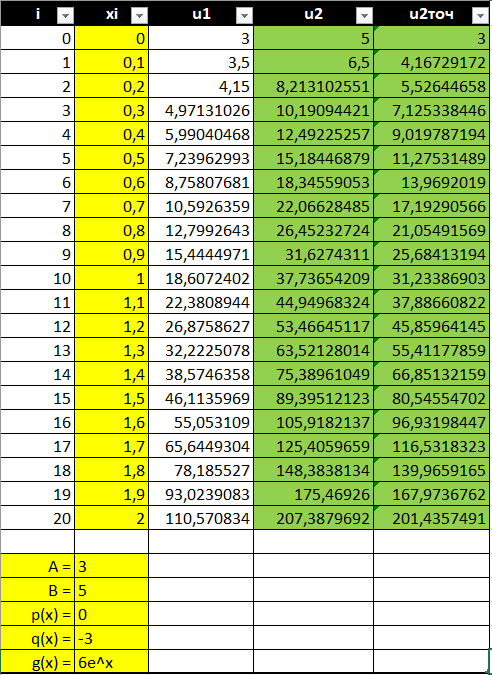 i xi u1 u2 u2точ
0 0 3 5 3
1 0,1 3,5 6,5 4,16729172
2 0,2 4,15 8,213102551 5,52644658
3 0,3 4,97131026 10,19094421 7,125338446
4 0,4 5,99040468 12,49225257 9,019787194
5 0,5 7,23962993 15,18446879 11,27531489
6 0,6 8,75807681 18,34559053 13,9692019
7 0,7 10,5926359 22,06628485 17,19290566
8 0,8 12,7992643 26,45232724 21,05491569
9 0,9 15,4444971 31,6274311 25,68413194
10 1 18,6072402 37,73654209 31,23386903
11 1,1 22,3808944 44,94968324 37,88660822
12 1,2 26,8758627 53,46645117 45,85964145
13 1,3 32,2225078 63,52128014 55,41177859
14 1,4 38,5746358 75,38961049 66,85132159
15 1,5 46,1135969 89,39512123 80,54554702
16 1,6 55,053109 105,9182137 96,93198447
17 1,7 65,6449304 125,4059659 116,5318323
18 1,8 78,185527 148,3838134 139,9659165
19 1,9 93,0239083 175,46926 167,9736762
20 2 110,570834 207,3879692 201,4357491
A = 3
B = 5
p(x) = 0
q(x) = -3
g(x) = 6e^x